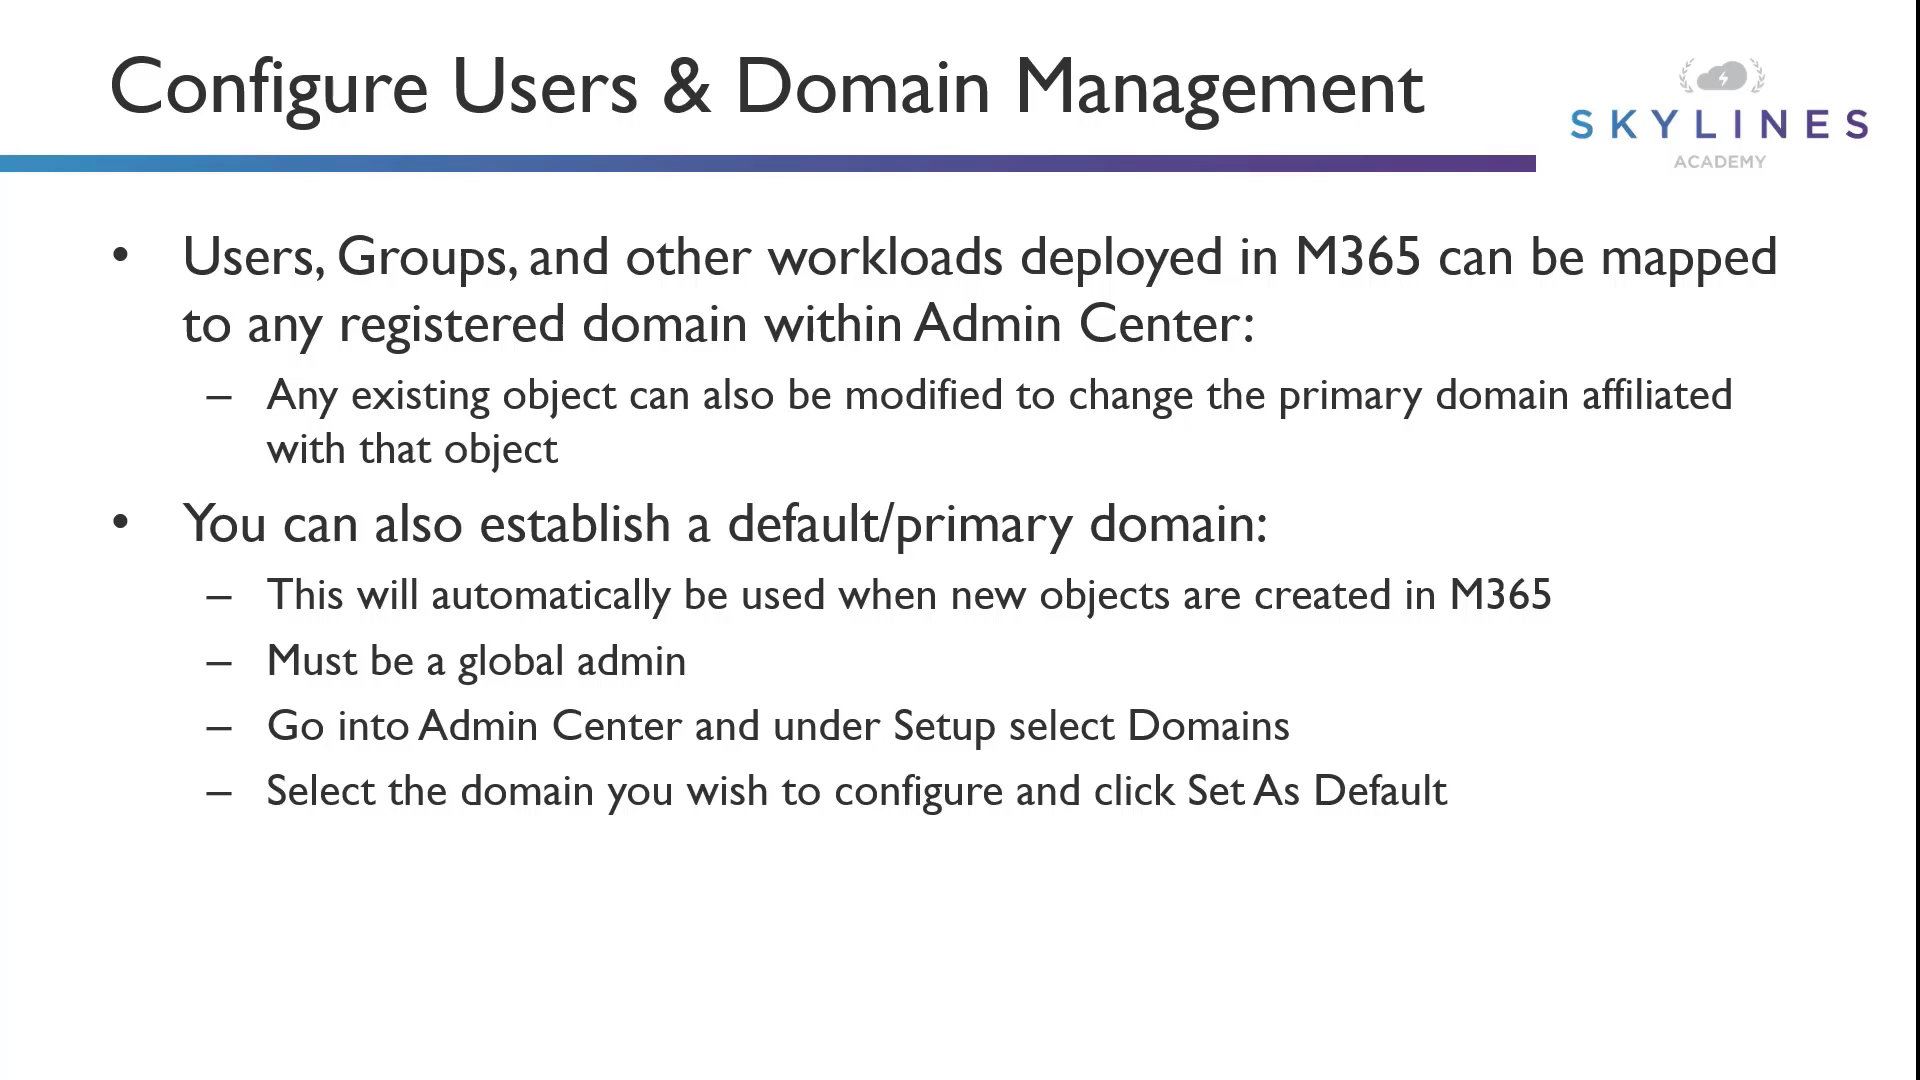 Configure Users & Domain Management
SKYLINES
ACADEMY
• Users, Groups, and other workloads deployed in M365 can be mapped
to any registered domain within Admin Center:
– Any existing object can also be modified to change the primary domain affiliated
with that object
• You can also establish a default/primary domain:
– This will automatically be used when new objects are created in M365
– Must be a global admin
– Go into Admin Center and under Setup select Domains
– Select the domain you wish to configure and click Set As Default